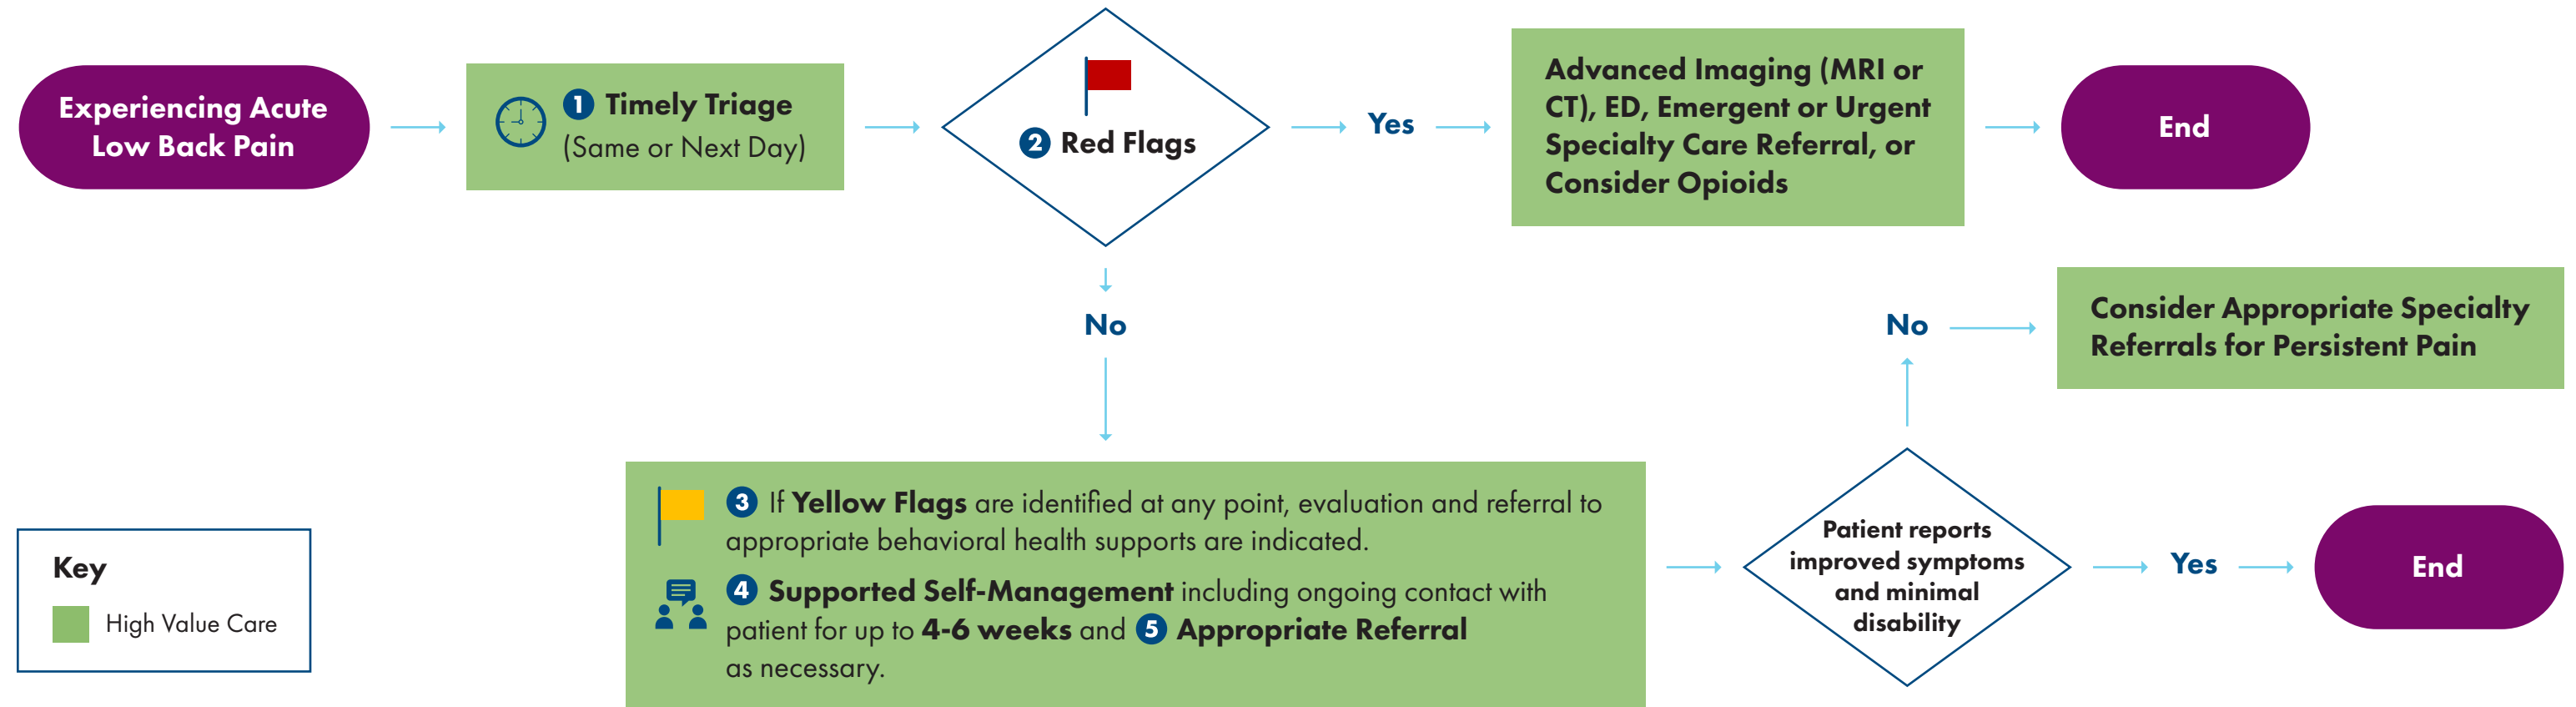 Experiencing Acute
Low Back Pain
1 Timely Triage
(Same or Next Day)
2 Red Flags
Yes
Advanced Imaging (MRI or
CT), ED, Emergent or Urgent
Specialty Care Referral, or
Consider Opioids
End
No
3 If Yellow Flags are identified at any point, evaluation and referral to
appropriate behavioral health supports are indicated.
4 Supported Self-Management including ongoing contact with
patient for up to 4-6 weeks and 5 Appropriate Referral
as necessary.
Patient reports
improved symptoms
and minimal
disability
No
Consider Appropriate Specialty
Referrals for Persistent Pain
Yes
End
Key
High Value Care